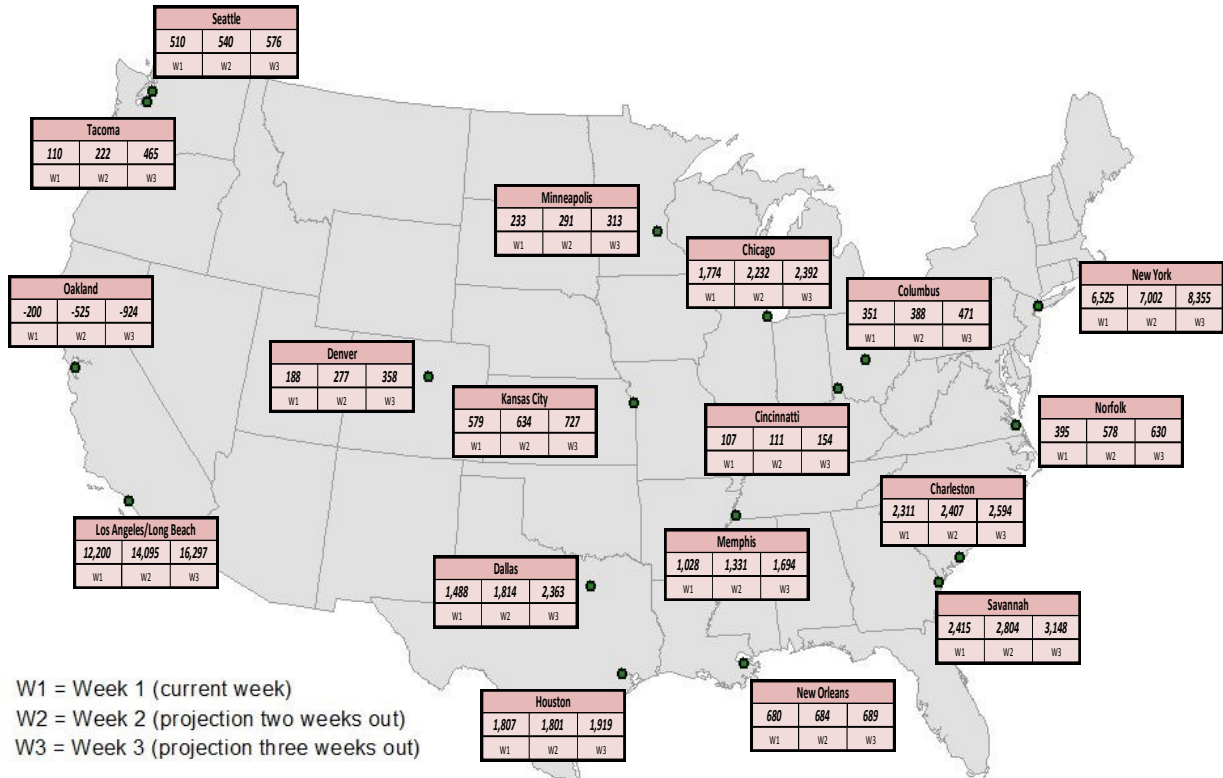 Seattle
510 540 576
W1 W2 W3
Tacoma
110 222 465
W1 W2 W3
Minneapolis
233 291 313
W1 W2 W3
Chicago
1,774 2,232 2,392
W1 W2 W3
New York
6,525 7,002 8,355
W1 W2 W3
Oakland
-200 -525 -924
W1 W2 W3
Columbus
351 388 471
W1 W2 W3
Denver
188 277 358
W1 W2 W3
Kansas City
579 634 727
W1 W2 W3
Cincinnatti
107 111 154
W1 W2 W3
Norfolk
395 578 630
W1 W2 W3
Charleston
2,311 2,407 2,594
W1 W2 W3
Los Angeles/Long Beach
12,200 14,095 16,297
W1 W2 W3
Memphis
1,028 1,331 1,694
W1 W2 W3
Dallas
1,488 1,814 2,363
W1 W2 W3
Savannah
2,415 2,804 3,148
W1 W2 W3
New Orleans
680 684 689
W1 W2 W3
Houston
1,807 1,801 1,919
W1 W2 W3
W1 = Week 1 (current week)
W2 = Week 2 (projection two weeks out)
W3 = Week 3 (projection three weeks out)